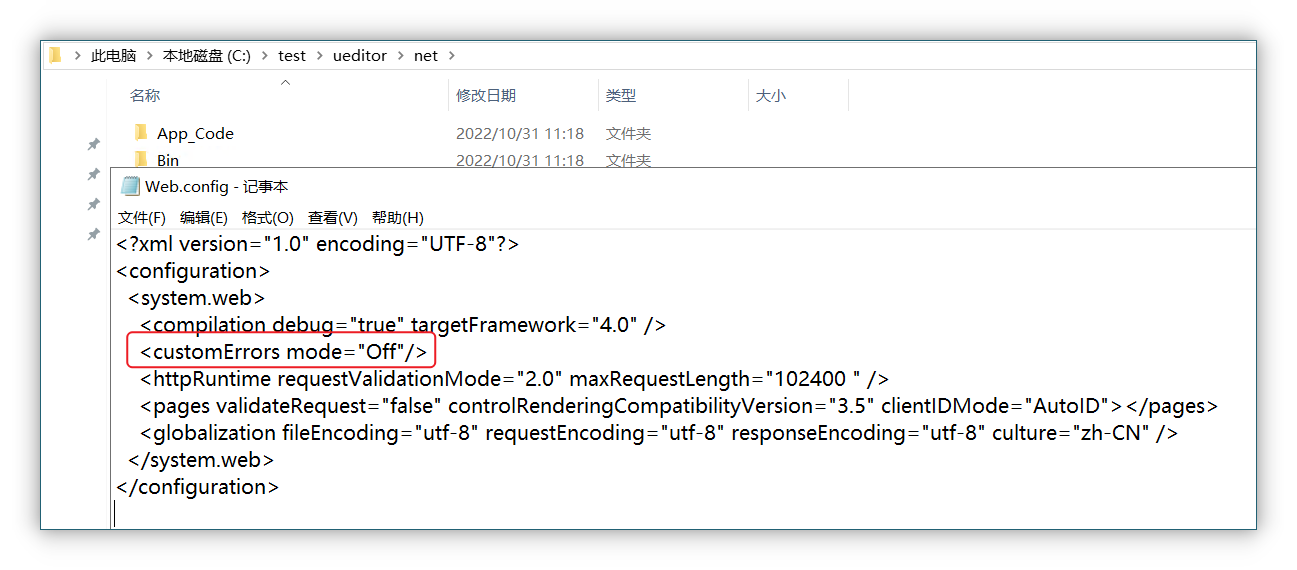 此电脑 > 本地磁盘 (C:) > test > ueditor > net >
名称 修改日期 类型 大小
App_Code 2022/10/31 11:18 文件夹
Bin 2022/10/31 11:18 文件夹
Web.config - 记事本
文件(F) 编辑(E) 格式(O) 查看(V) 帮助(H)
<?xml version="1.0" encoding="UTF-8"?>
<configuration>
<system.web>
<compilation debug="true" targetFramework="4.0" />
<customErrors mode="Off"/>
<httpRuntime requestValidationMode="2.0" maxRequestLength="102400 " />
<pages validateRequest="false" controlRenderingCompatibilityVersion="3.5" clientIDMode="AutoID"></pages>
<globalization fileEncoding="utf-8" requestEncoding="utf-8" responseEncoding="utf-8" culture="zh-CN" />
</system.web>
</configuration>